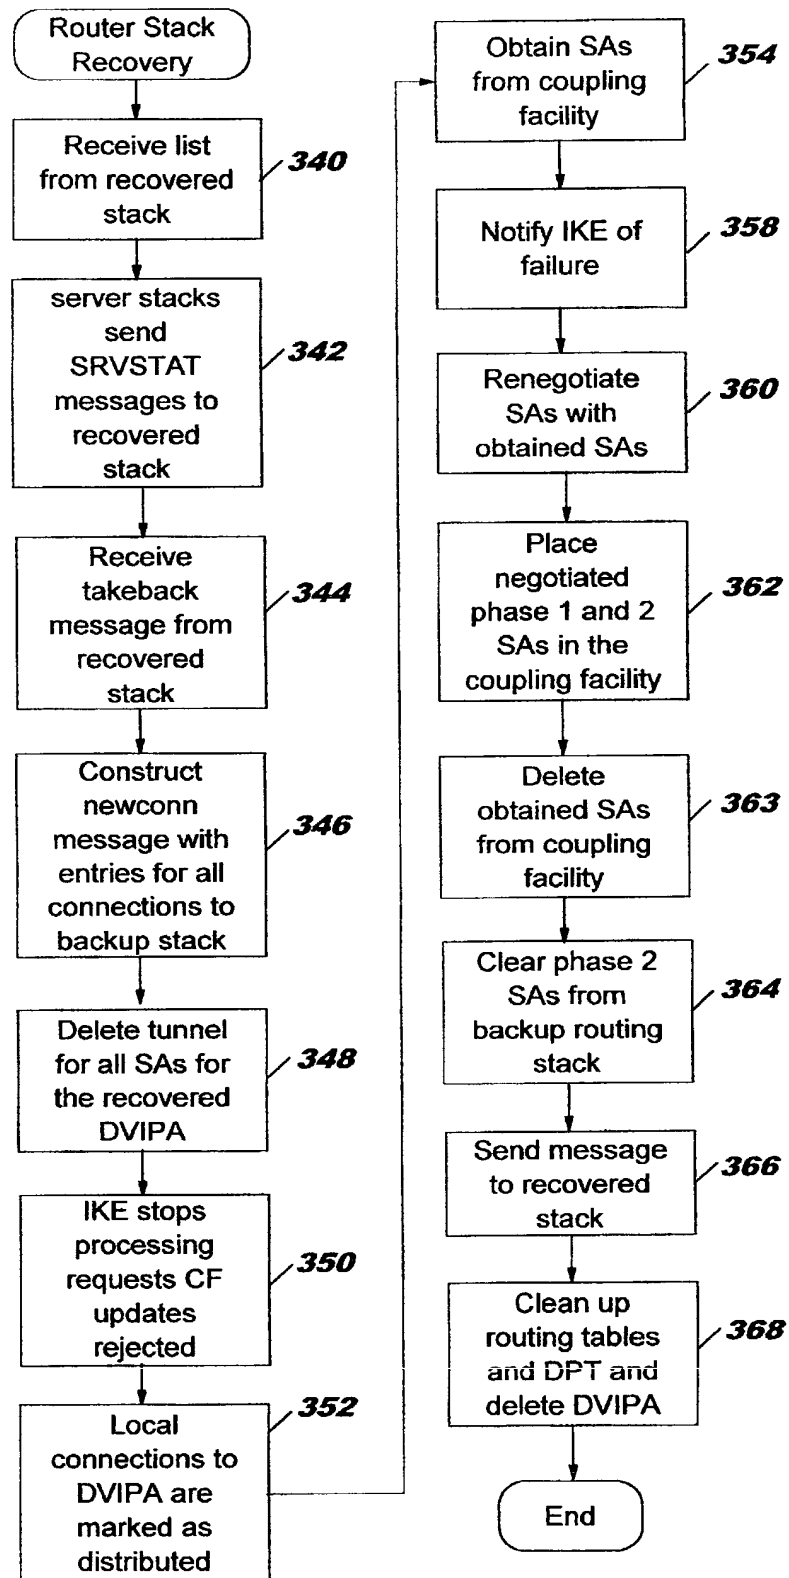 Router Stack
Recovery
Receive list
from recovered
stack
340
server stacks
send
SRVSTAT
messages to
recovered
stack
342
Receive
takeback
message from
recovered
stack
344
Construct
newconn
message with
entries for all
connections to
backup stack
346
Delete tunnel
for all SAs for
the recovered
DVIPA
348
IKE stops
processing
requests CF
updates
rejected
350
Local
connections to
DVIPA are
marked as
distributed
352
Obtain SAs
from coupling
facility
354
Notify IKE of
failure
358
Renegotiate
SAs with
obtained SAs
360
Place
negotiated
phase 1 and 2
SAs in the
coupling facility
362
Delete
obtained SAs
from coupling
facility
363
Clear phase 2
SAs from
backup routing
stack
364
Send message
to recovered
stack
366
Clean up
routing tables
and DPT and
delete DVIPA
368
End